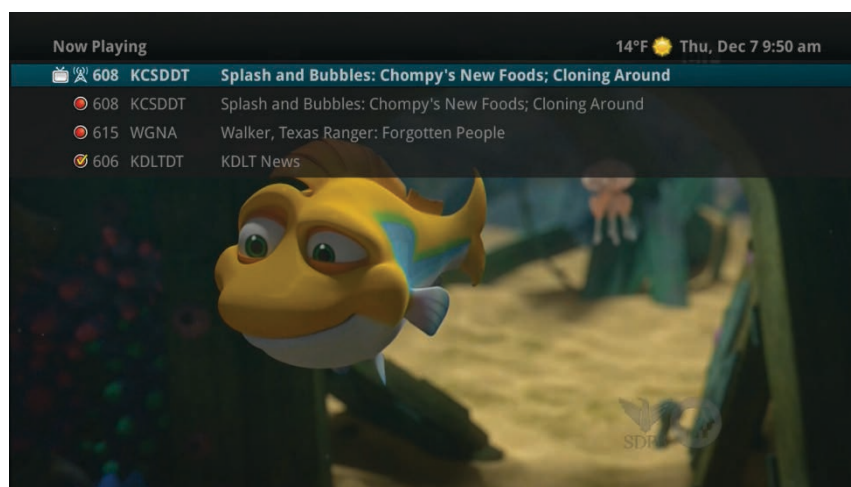 Now Playing 14°F Thu, Dec 7 9:50 am
608 KCSDDT Splash and Bubbles: Chompy's New Foods; Cloning Around
608 KCSDDT Splash and Bubbles: Chompy's New Foods; Cloning Around
615 WGNA Walker, Texas Ranger: Forgotten People
606 KDLTDT KDLT News